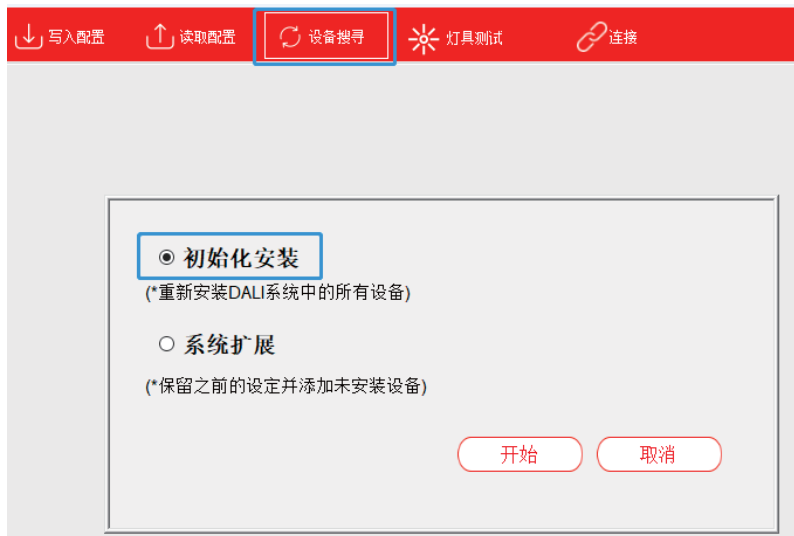 写入配置 读取配置 设备搜寻 灯具测试 连接
初始化安装
(*重新安装DALI系统中的所有设备)
系统扩展
(*保留之前的设定并添加未安装设备)
开始 取消